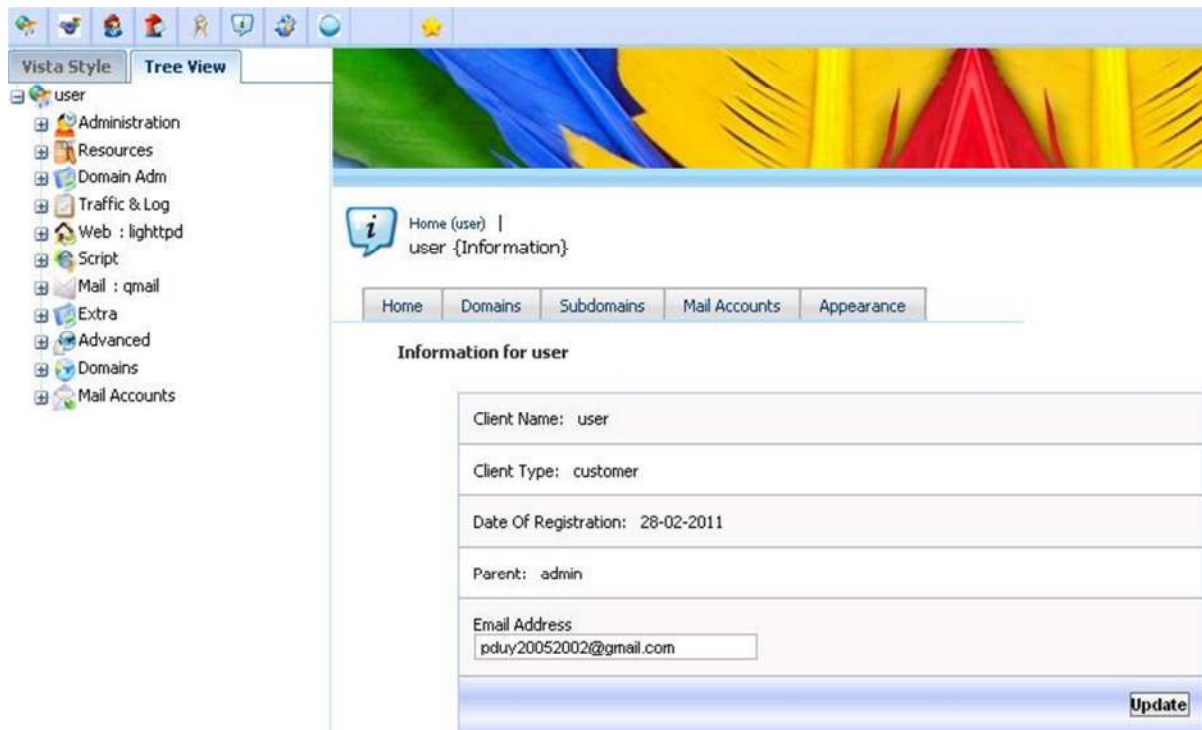 Vista Style
Tree View
user
Administration
Resources
Domain Adm
Traffic & Log
Web : lighttpd
Script
Mail : qmail
Extra
Advanced
Domains
Mail Accounts
Home (user) |
user {Information}
Home
Domains
Subdomains
Mail Accounts
Appearance
Information for user
Client Name: user
Client Type: customer
Date Of Registration: 28-02-2011
Parent: admin
Email Address
pduy20052002@gmail.com
Update